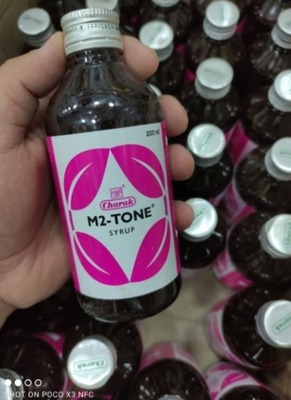 200 ml
Charak
M2-TONE®
SYRUP
SHOT ON POCO X3 NFC